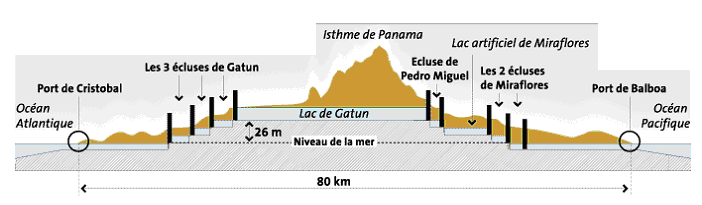 Isthme de Panama
Lac artificiel de Miraflores
Les 3 écluses de Gatun
Ecluse de
Pedro Miguel
Les 2 écluses
de Miraflores
Port de Cristobal
Port de Balboa
Océan
Atlantique
Océan
Pacifique
Lac de Gatun
26 m
Niveau de la mer
80 km